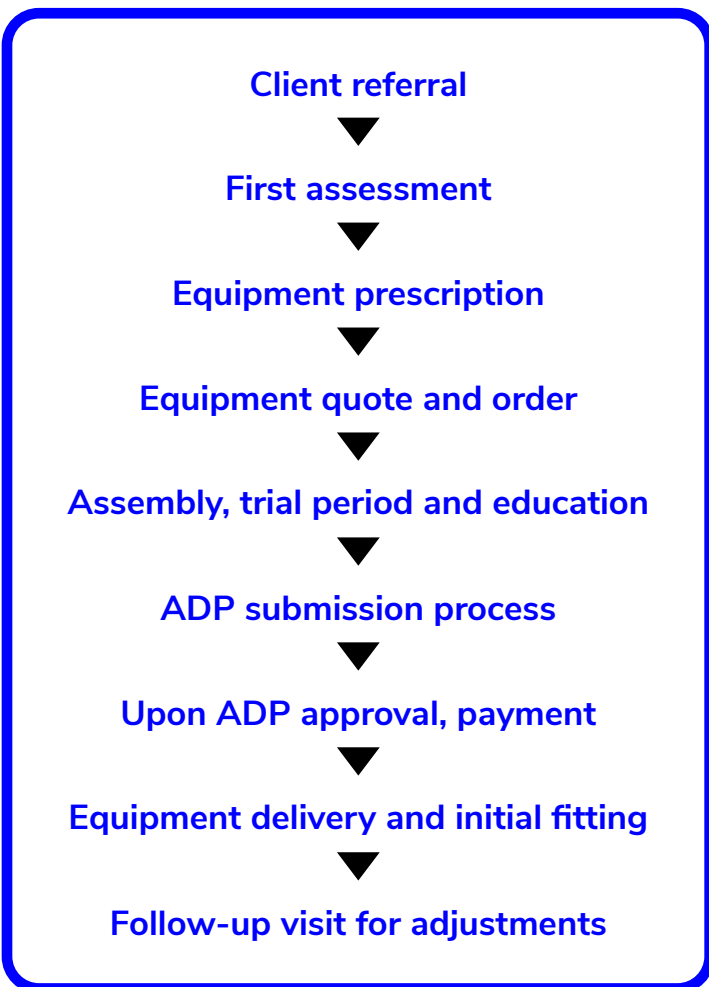 Client referral
First assessment
Equipment prescription
Equipment quote and order
Assembly, trial period and education
ADP submission process
Upon ADP approval, payment
Equipment delivery and initial fitting
Follow-up visit for adjustments